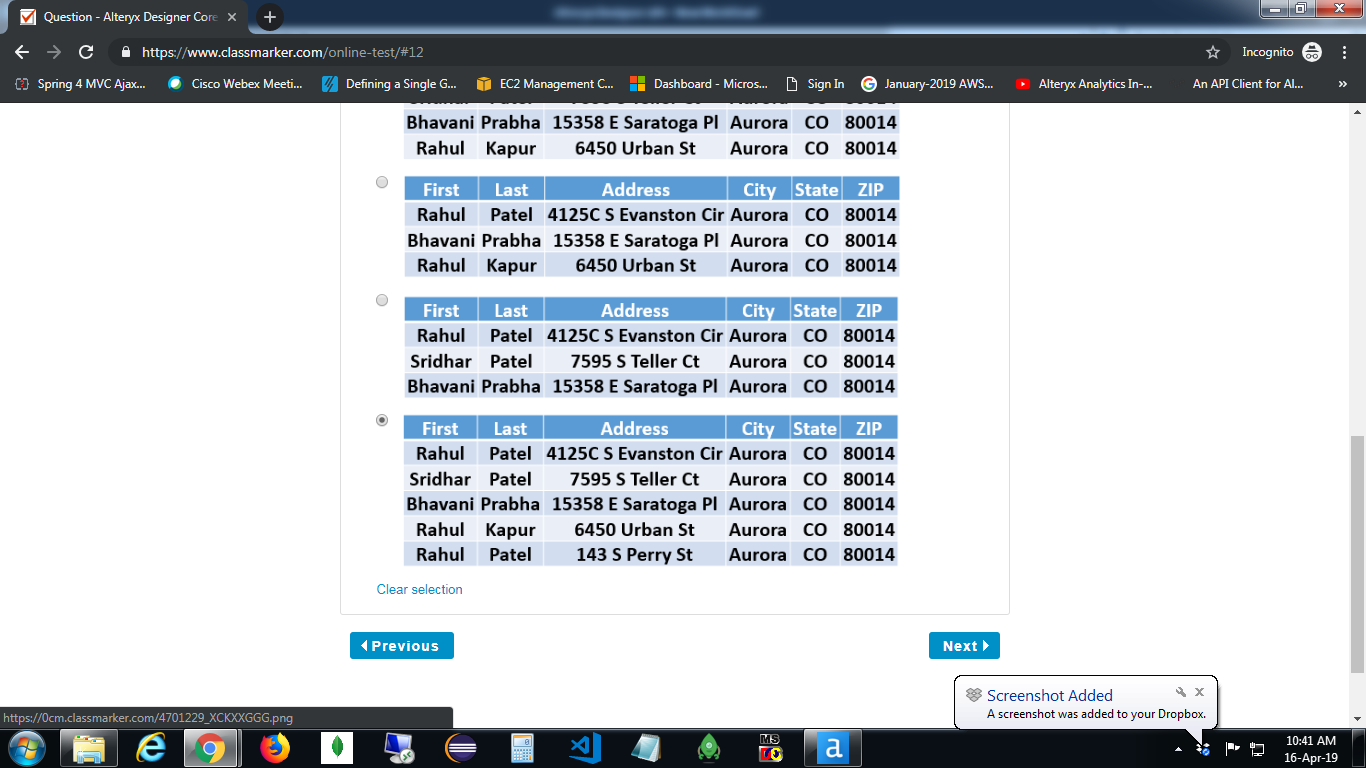 Question - Alteryx Designer Core
https://www.classmarker.com/online-test/#12
Incognito
Spring 4 MVC Ajax... Cisco Webex Meeti... Defining a Single G... EC2 Management C... Dashboard - Micros... Sign In January-2019 AWS... Alteryx Analytics In-... An API Client for Al... »
Bhavani Prabha 15358 E Saratoga Pl Aurora CO 80014
Rahul Kapur 6450 Urban St Aurora CO 80014
First Last Address City State ZIP
Rahul Patel 4125C S Evanston Cir Aurora CO 80014
Bhavani Prabha 15358 E Saratoga Pl Aurora CO 80014
Rahul Kapur 6450 Urban St Aurora CO 80014
First Last Address City State ZIP
Rahul Patel 4125C S Evanston Cir Aurora CO 80014
Sridhar Patel 7595 S Teller Ct Aurora CO 80014
Bhavani Prabha 15358 E Saratoga Pl Aurora CO 80014
First Last Address City State ZIP
Rahul Patel 4125C S Evanston Cir Aurora CO 80014
Sridhar Patel 7595 S Teller Ct Aurora CO 80014
Bhavani Prabha 15358 E Saratoga Pl Aurora CO 80014
Rahul Kapur 6450 Urban St Aurora CO 80014
Rahul Patel 143 S Perry St Aurora CO 80014
Clear selection
Previous Next
Screenshot Added
A screenshot was added to your Dropbox.
https://0cm.classmarker.com/4701229_XCKXXGGG.png
MS
a
10:41 AM
16-Apr-19